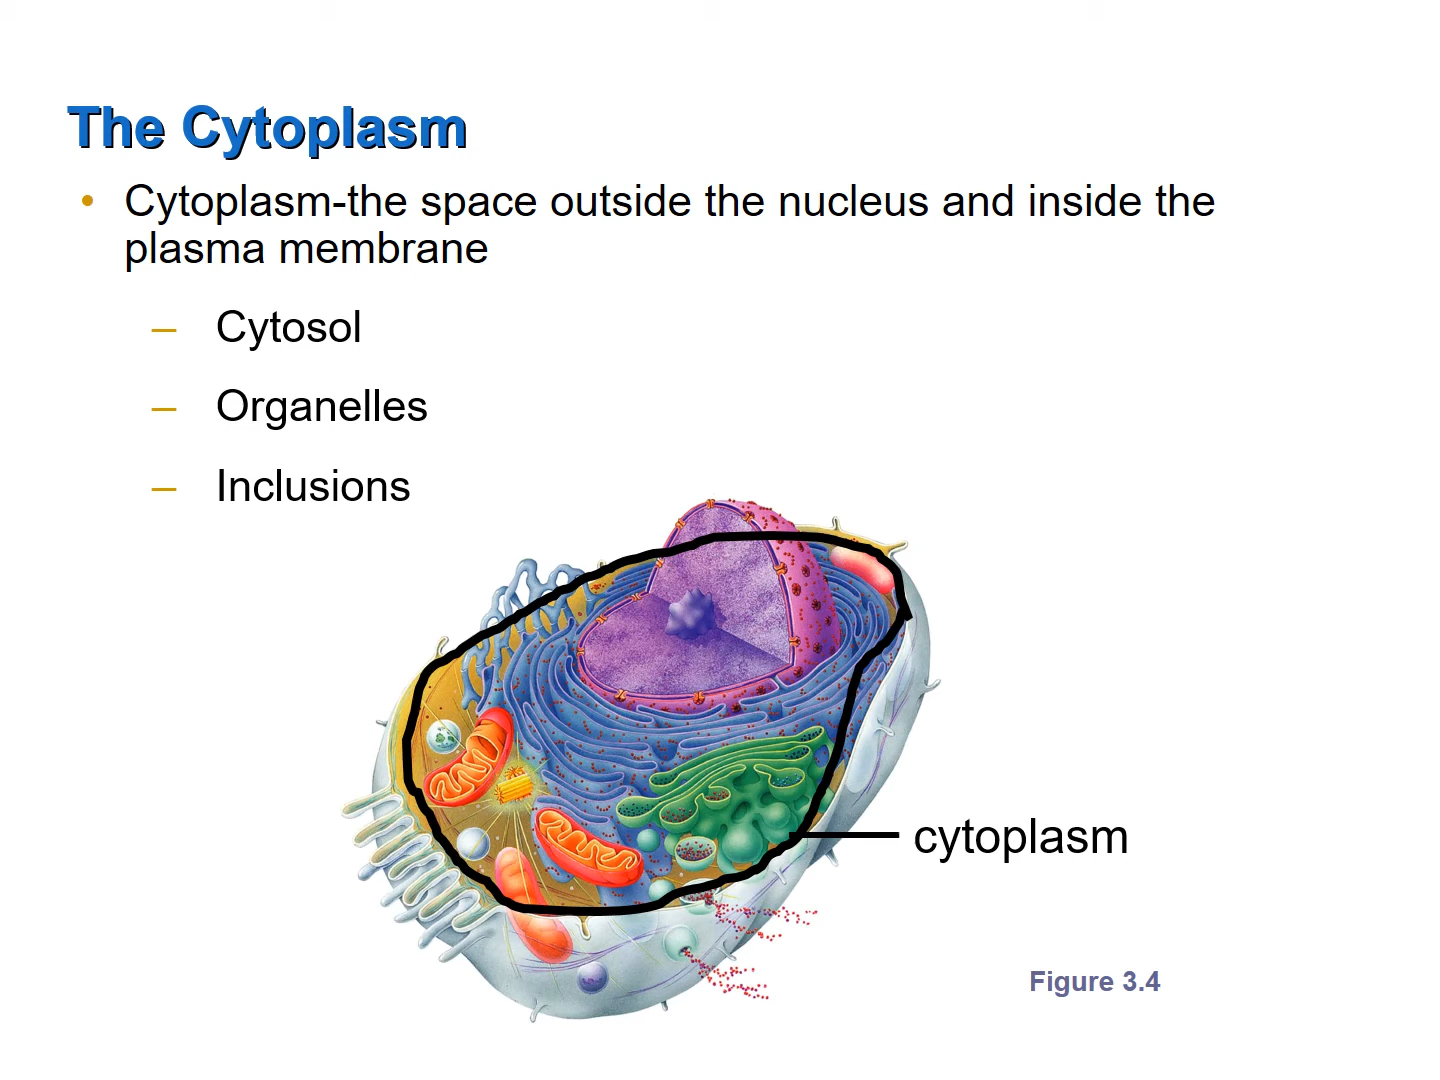 The Cytoplasm
• Cytoplasm-the space outside the nucleus and inside the
plasma membrane
– Cytosol
– Organelles
– Inclusions
cytoplasm
Figure 3.4